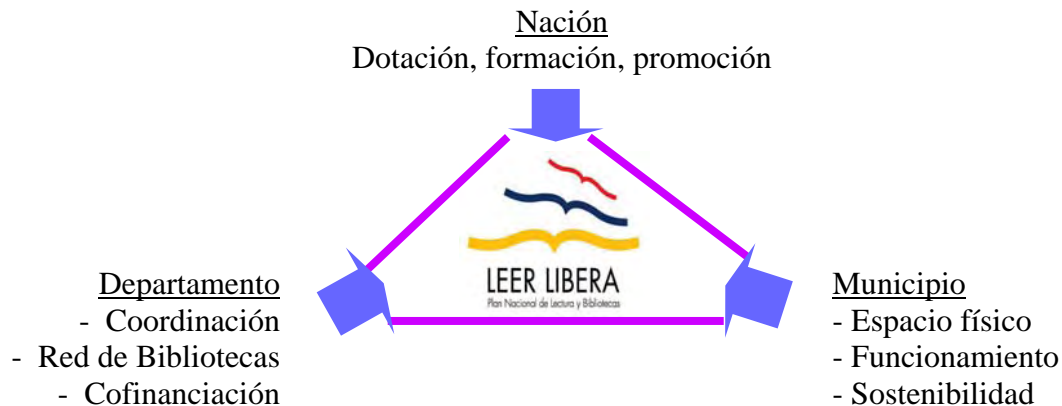 Nación
Dotación, formación, promoción
LEER LIBERA
Plan Nacional de Lectura y Bibliotecas
Departamento
- Coordinación
- Red de Bibliotecas
- Cofinanciación
Municipio
- Espacio físico
- Funcionamiento
- Sostenibilidad